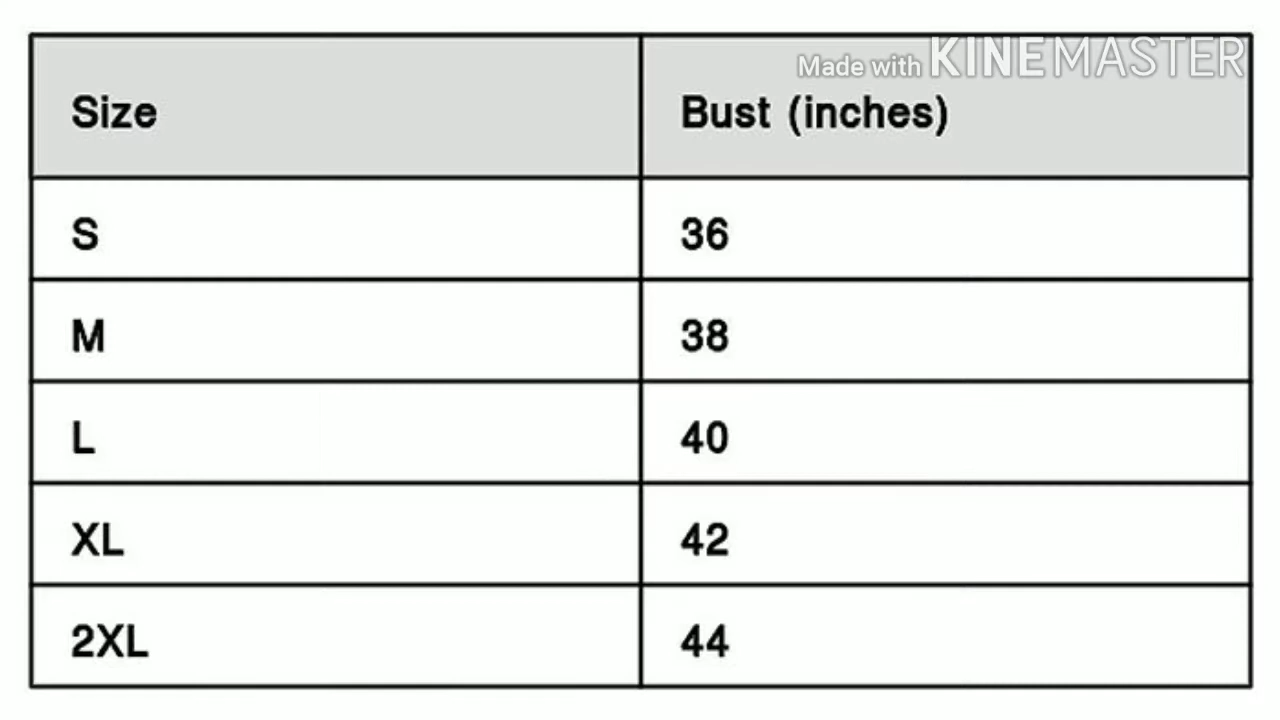 Made with KINEMASTER
Size Bust (inches)
S 36
M 38
L 40
XL 42
2XL 44